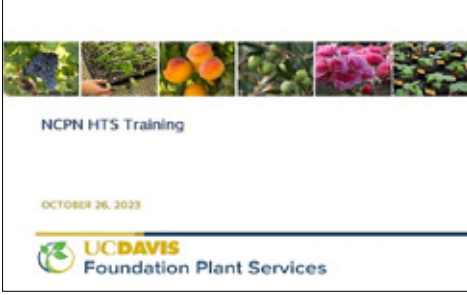 NCPN HTS Training
OCTOBER 26, 2023
UCDAVIS
Foundation Plant Services